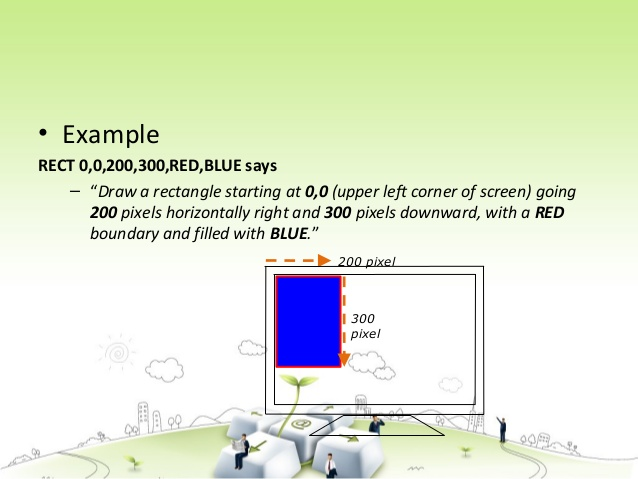 • Example
RECT 0,0,200,300,RED,BLUE says
– “Draw a rectangle starting at 0,0 (upper left corner of screen) going
200 pixels horizontally right and 300 pixels downward, with a RED
boundary and filled with BLUE.”
200 pixel
300
pixel
@